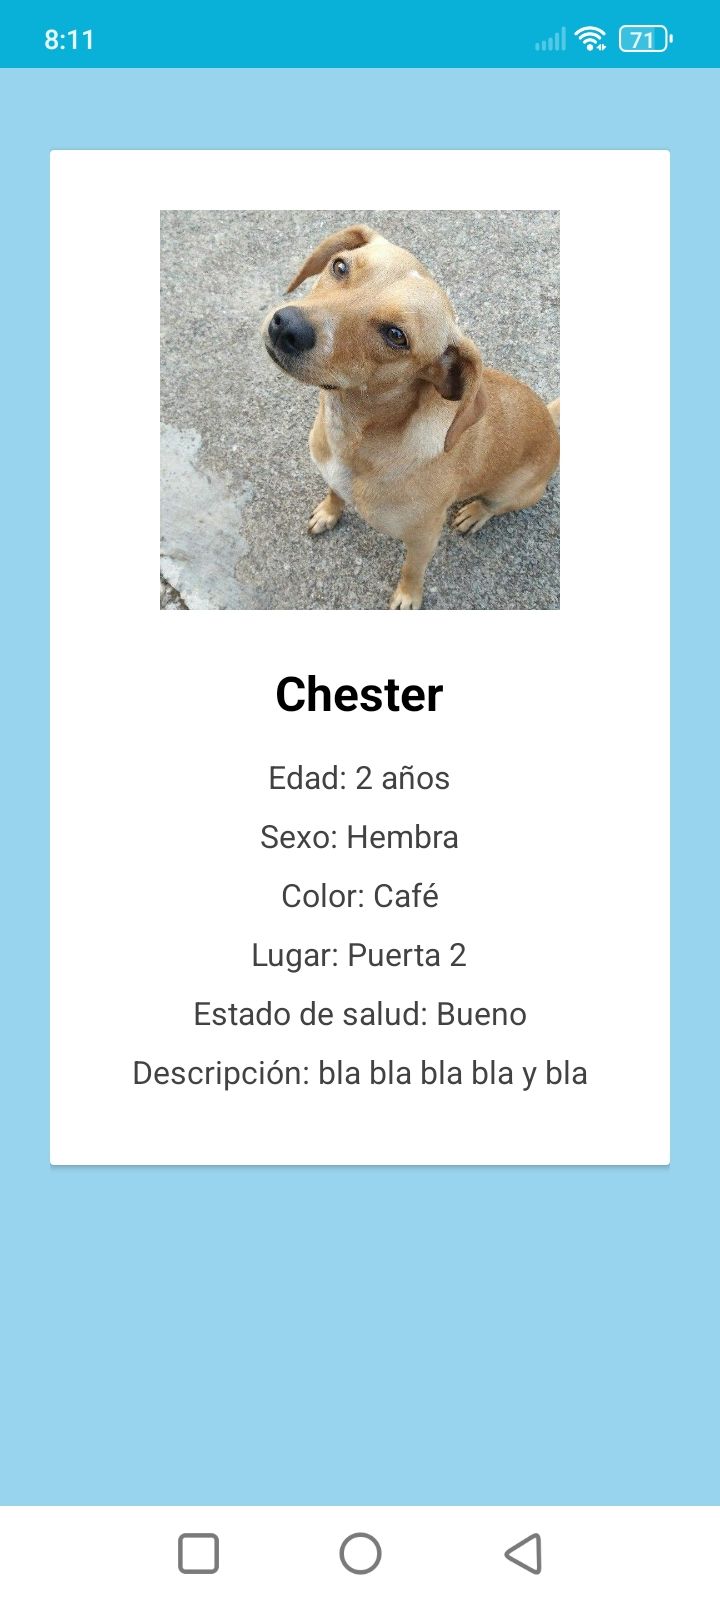 8:11
71
Chester
Edad: 2 años
Sexo: Hembra
Color: Café
Lugar: Puerta 2
Estado de salud: Bueno
Descripción: bla bla bla bla y bla